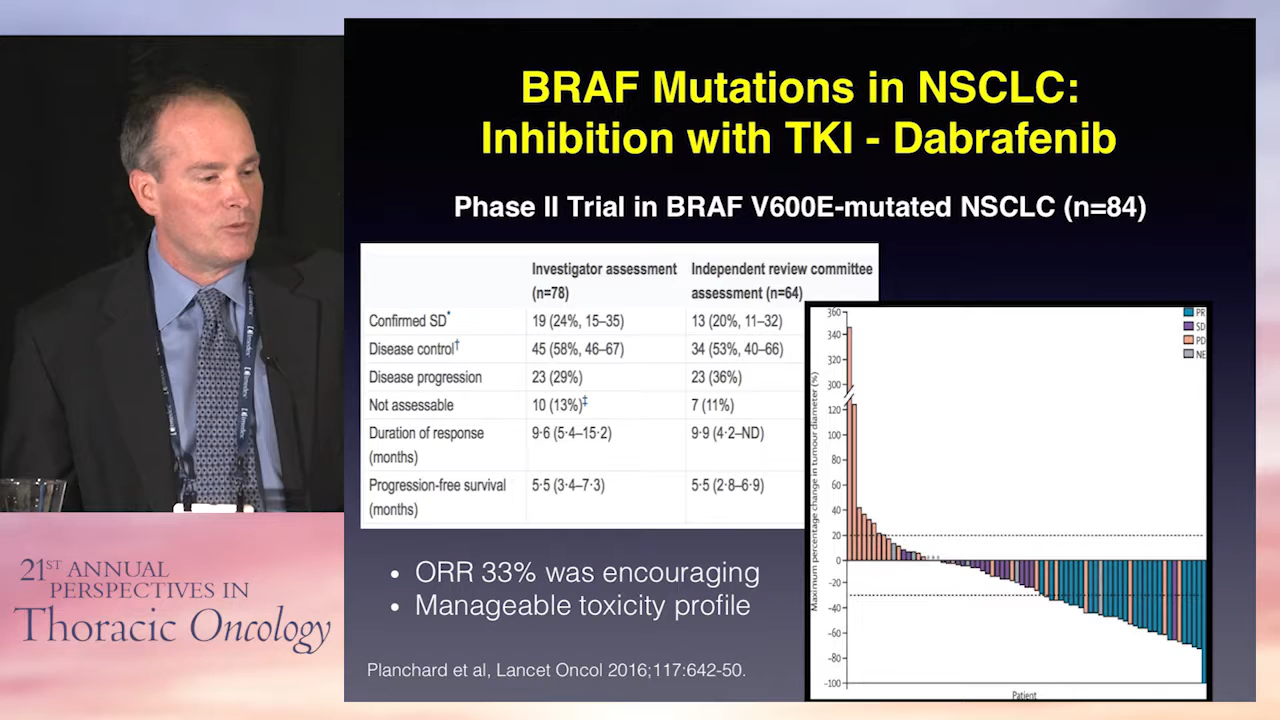 BRAF Mutations in NSCLC:
Inhibition with TKI - Dabrafenib
Phase II Trial in BRAF V600E-mutated NSCLC (n=84)
Investigator assessment Independent review committee
(n=78) assessment (n=64)
Confirmed SD* 19 (24%, 15–35) 13 (20%, 11–32)
Disease control† 45 (58%, 46–67) 34 (53%, 40–66)
Disease progression 23 (29%) 23 (36%)
Not assessable 10 (13%)‡ 7 (11%)
Duration of response 9·6 (5·4–15·2) 9·9 (4·2–ND)
(months)
Progression-free survival 5·5 (3·4–7·3) 5·5 (2·8–6·9)
(months)
• ORR 33% was encouraging
• Manageable toxicity profile
Planchard et al, Lancet Oncol 2016;117:642-50.
PR
SD
PD
NE
Maximum percentage change in tumour diameter (%)
360
340
320
300
120
100
80
60
40
20
0
−20
−40
−60
−80
−100
Patient
21ST ANNUAL
PERSPECTIVES IN
Thoracic Oncology